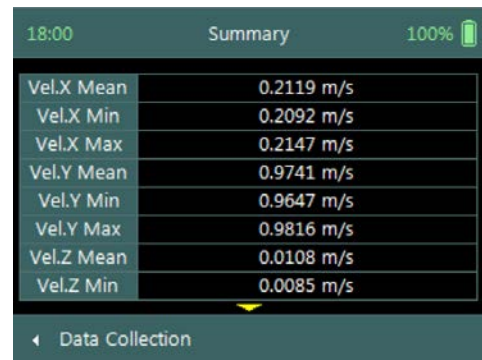 18:00 Summary 100%
Vel.X Mean 0.2119 m/s
Vel.X Min 0.2092 m/s
Vel.X Max 0.2147 m/s
Vel.Y Mean 0.9741 m/s
Vel.Y Min 0.9647 m/s
Vel.Y Max 0.9816 m/s
Vel.Z Mean 0.0108 m/s
Vel.Z Min 0.0085 m/s
Data Collection